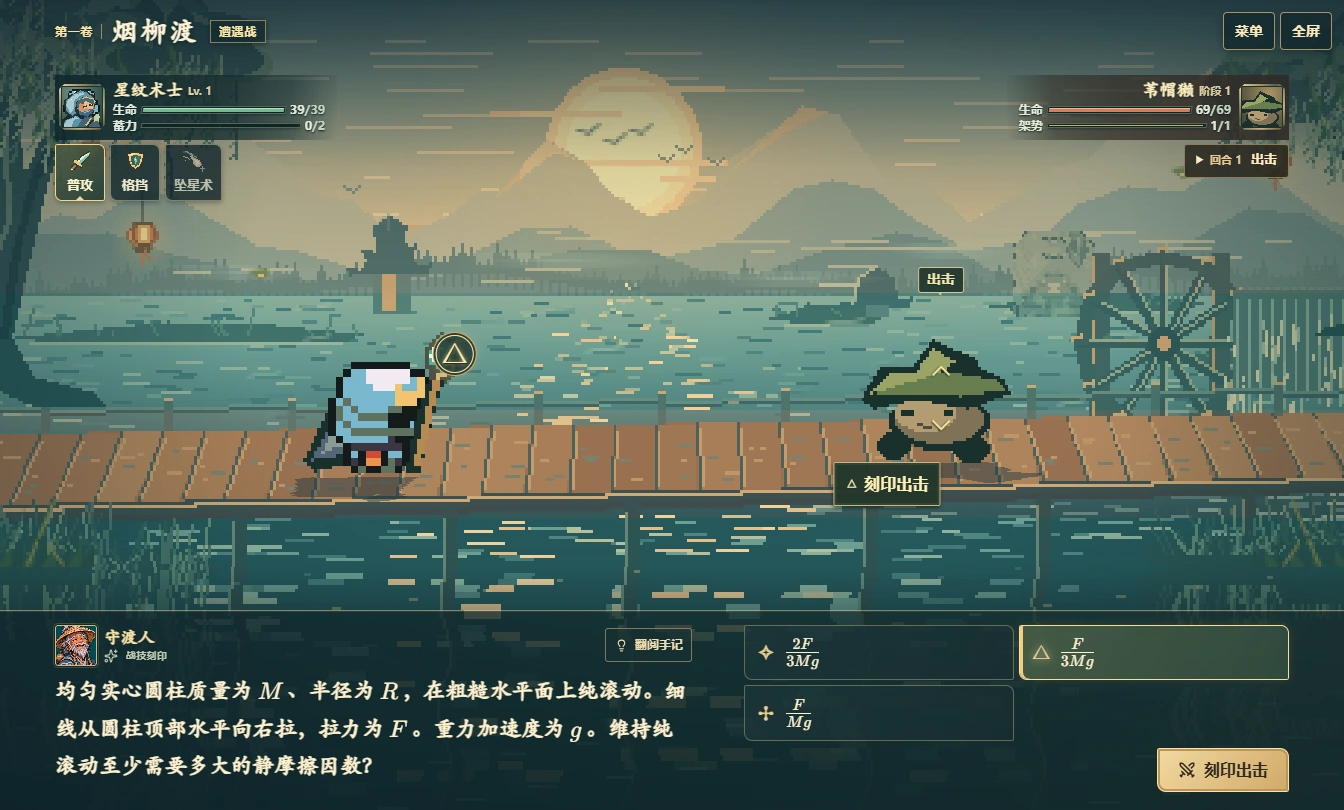 第一卷 烟柳渡 遭遇战
菜单 全屏
星纹术士 Lv. 1
生命 39/39
蓄力 0/2
普攻 格挡 坠星术
苇帽獭 阶段 1
生命 69/69
架势 1/1
回合 1 出击
出击
△ 刻印出击
守渡人
战技刻印
翻阅手记
均匀实心圆柱质量为 M、半径为 R，在粗糙水平面上纯滚动。细
线从圆柱顶部水平向右拉，拉力为 F。重力加速度为 g。维持纯
滚动至少需要多大的静摩擦因数？
2F/3Mg
F/3Mg
F/Mg
刻印出击